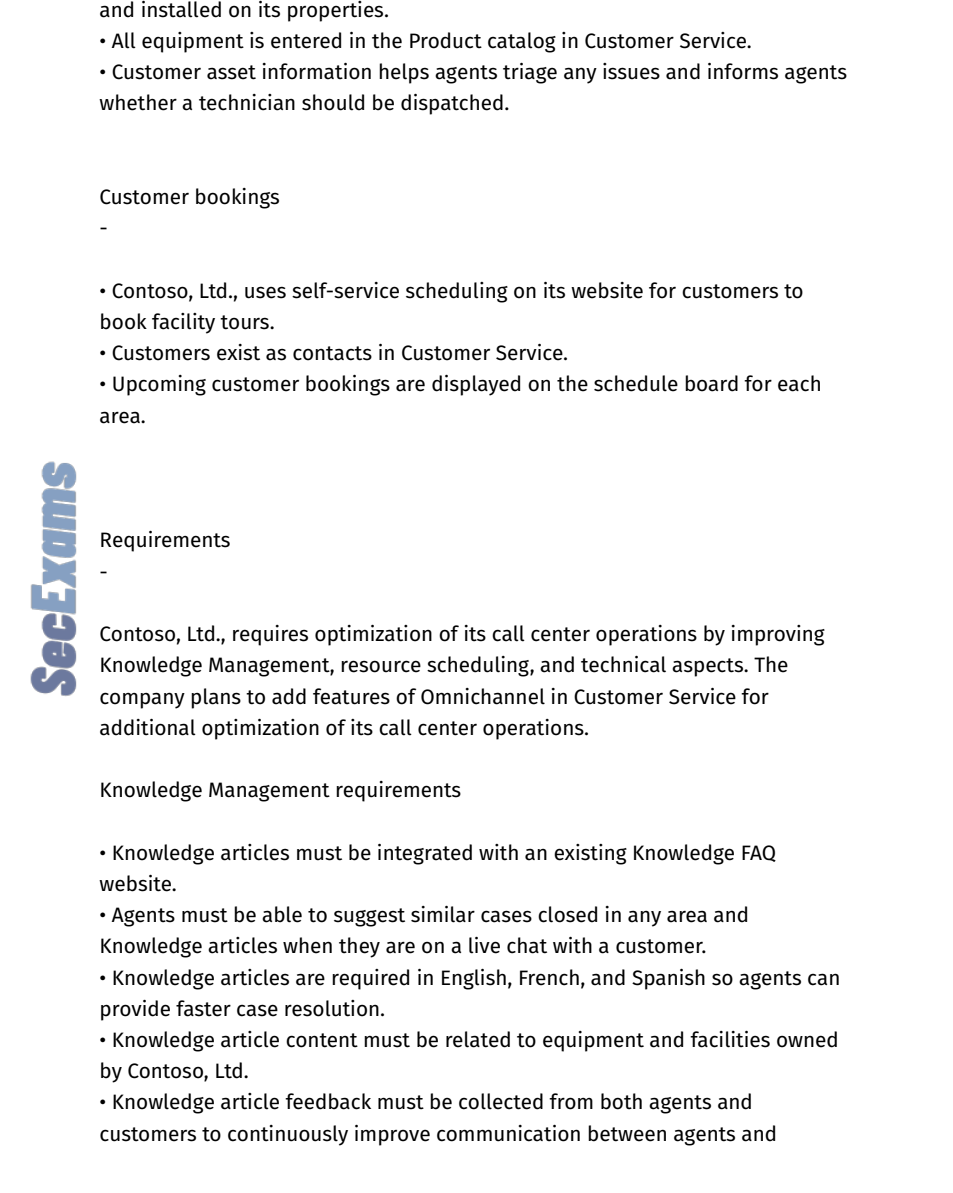 and installed on its properties.
• All equipment is entered in the Product catalog in Customer Service.
• Customer asset information helps agents triage any issues and informs agents
whether a technician should be dispatched.
Customer bookings
-
• Contoso, Ltd., uses self-service scheduling on its website for customers to
book facility tours.
• Customers exist as contacts in Customer Service.
• Upcoming customer bookings are displayed on the schedule board for each
area.
SecExams
Requirements
-
Contoso, Ltd., requires optimization of its call center operations by improving
Knowledge Management, resource scheduling, and technical aspects. The
company plans to add features of Omnichannel in Customer Service for
additional optimization of its call center operations.
Knowledge Management requirements
• Knowledge articles must be integrated with an existing Knowledge FAQ
website.
• Agents must be able to suggest similar cases closed in any area and
Knowledge articles when they are on a live chat with a customer.
• Knowledge articles are required in English, French, and Spanish so agents can
provide faster case resolution.
• Knowledge article content must be related to equipment and facilities owned
by Contoso, Ltd.
• Knowledge article feedback must be collected from both agents and
customers to continuously improve communication between agents and